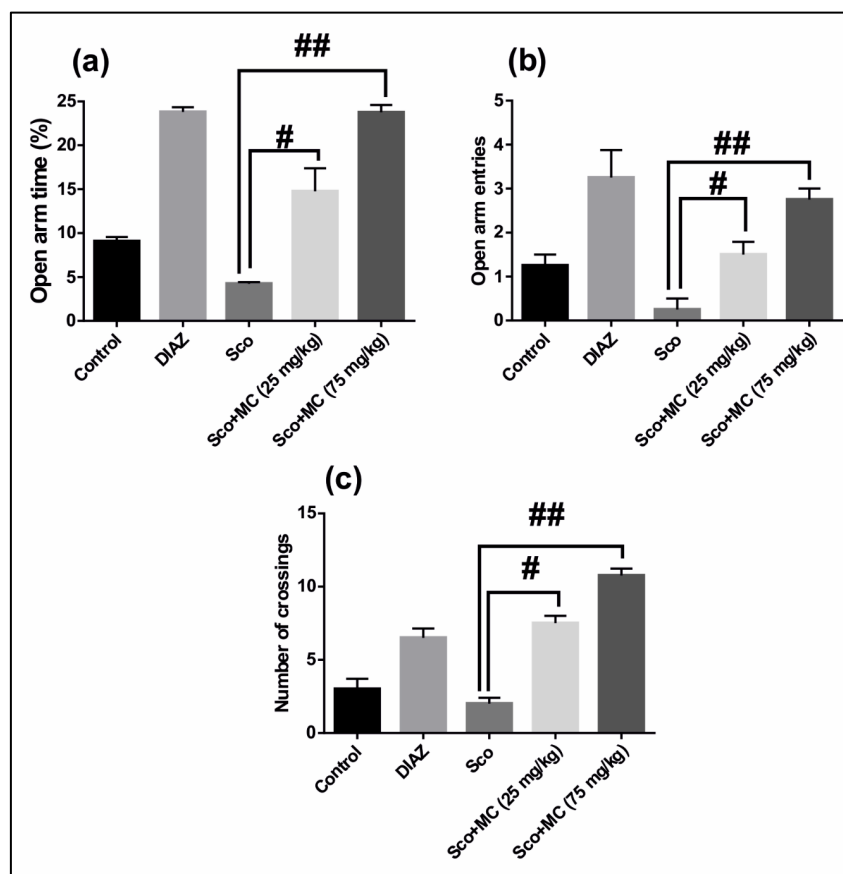 (a)
##
#
Open arm time (%)
25
20
15
10
5
0
Control
DIAZ
Sco
Sco+MC (25 mg/kg)
Sco+MC (75 mg/kg)
(b)
##
#
Open arm entries
5
4
3
2
1
0
Control
DIAZ
Sco
Sco+MC (25 mg/kg)
Sco+MC (75 mg/kg)
(c)
##
#
Number of crossings
15
10
5
0
Control
DIAZ
Sco
Sco+MC (25 mg/kg)
Sco+MC (75 mg/kg)